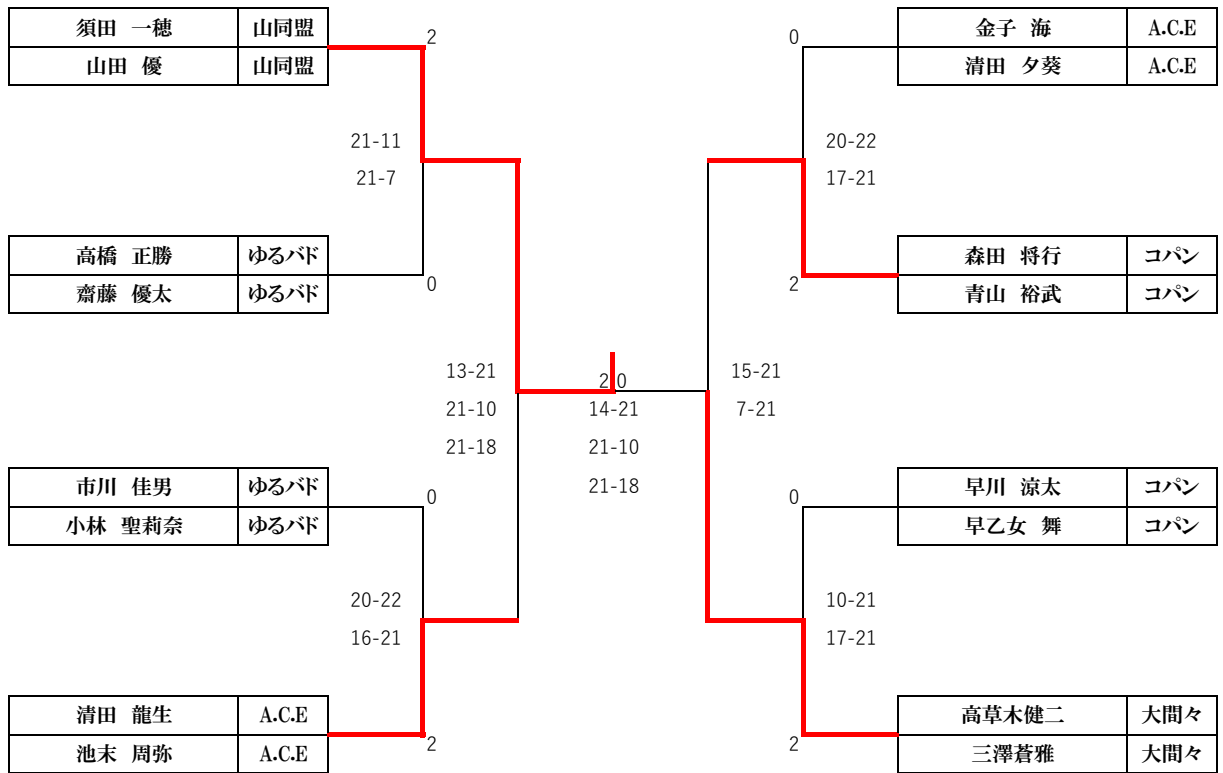 須田 一穂 山同盟
山田 優 山同盟
2
21-11
21-7
高橋 正勝 ゆるバド
齋藤 優太 ゆるバド
0
13-21
21-10
21-18
市川 佳男 ゆるバド
小林 聖莉奈 ゆるバド
0
20-22
16-21
清田 龍生 A.C.E
池末 周弥 A.C.E
2
2 0
14-21
21-10
21-18
金子 海 A.C.E
清田 夕葵 A.C.E
0
20-22
17-21
森田 将行 コパン
青山 裕武 コパン
2
15-21
7-21
早川 涼太 コパン
早乙女 舞 コパン
0
10-21
17-21
高草木健二 大間々
三澤蒼雅 大間々
2